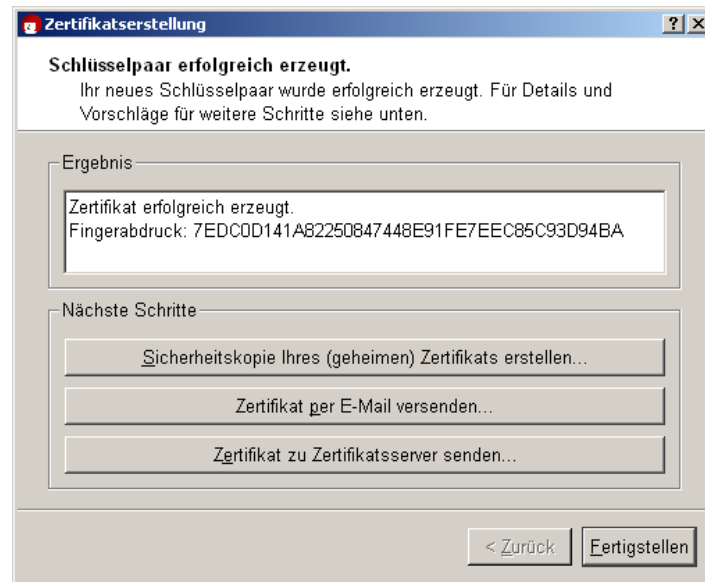 Zertifikatserstellung
Schlüsselpaar erfolgreich erzeugt.
Ihr neues Schlüsselpaar wurde erfolgreich erzeugt. Für Details und
Vorschläge für weitere Schritte siehe unten.
Ergebnis
Zertifikat erfolgreich erzeugt.
Fingerabdruck: 7EDC0D141A82250847448E91FE7EEC85C93D94BA
Nächste Schritte
Sicherheitskopie Ihres (geheimen) Zertifikats erstellen...
Zertifikat per E-Mail versenden...
Zertifikat zu Zertifikatsserver senden...
< Zurück
Fertigstellen